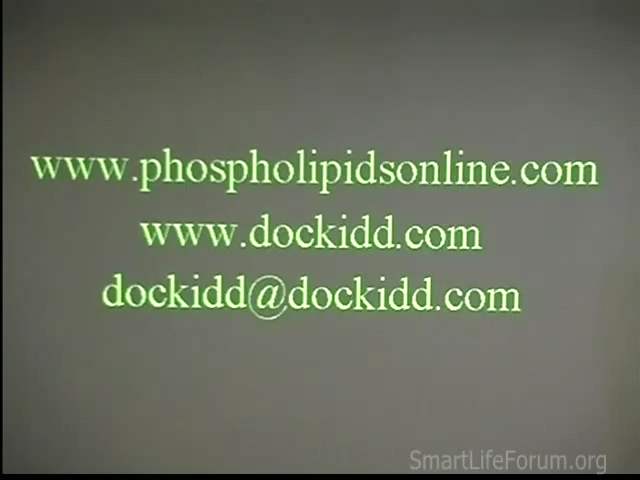 www.phospholipidsonline.com
www.dockidd.com
dockidd@dockidd.com
SmartLifeForum.org